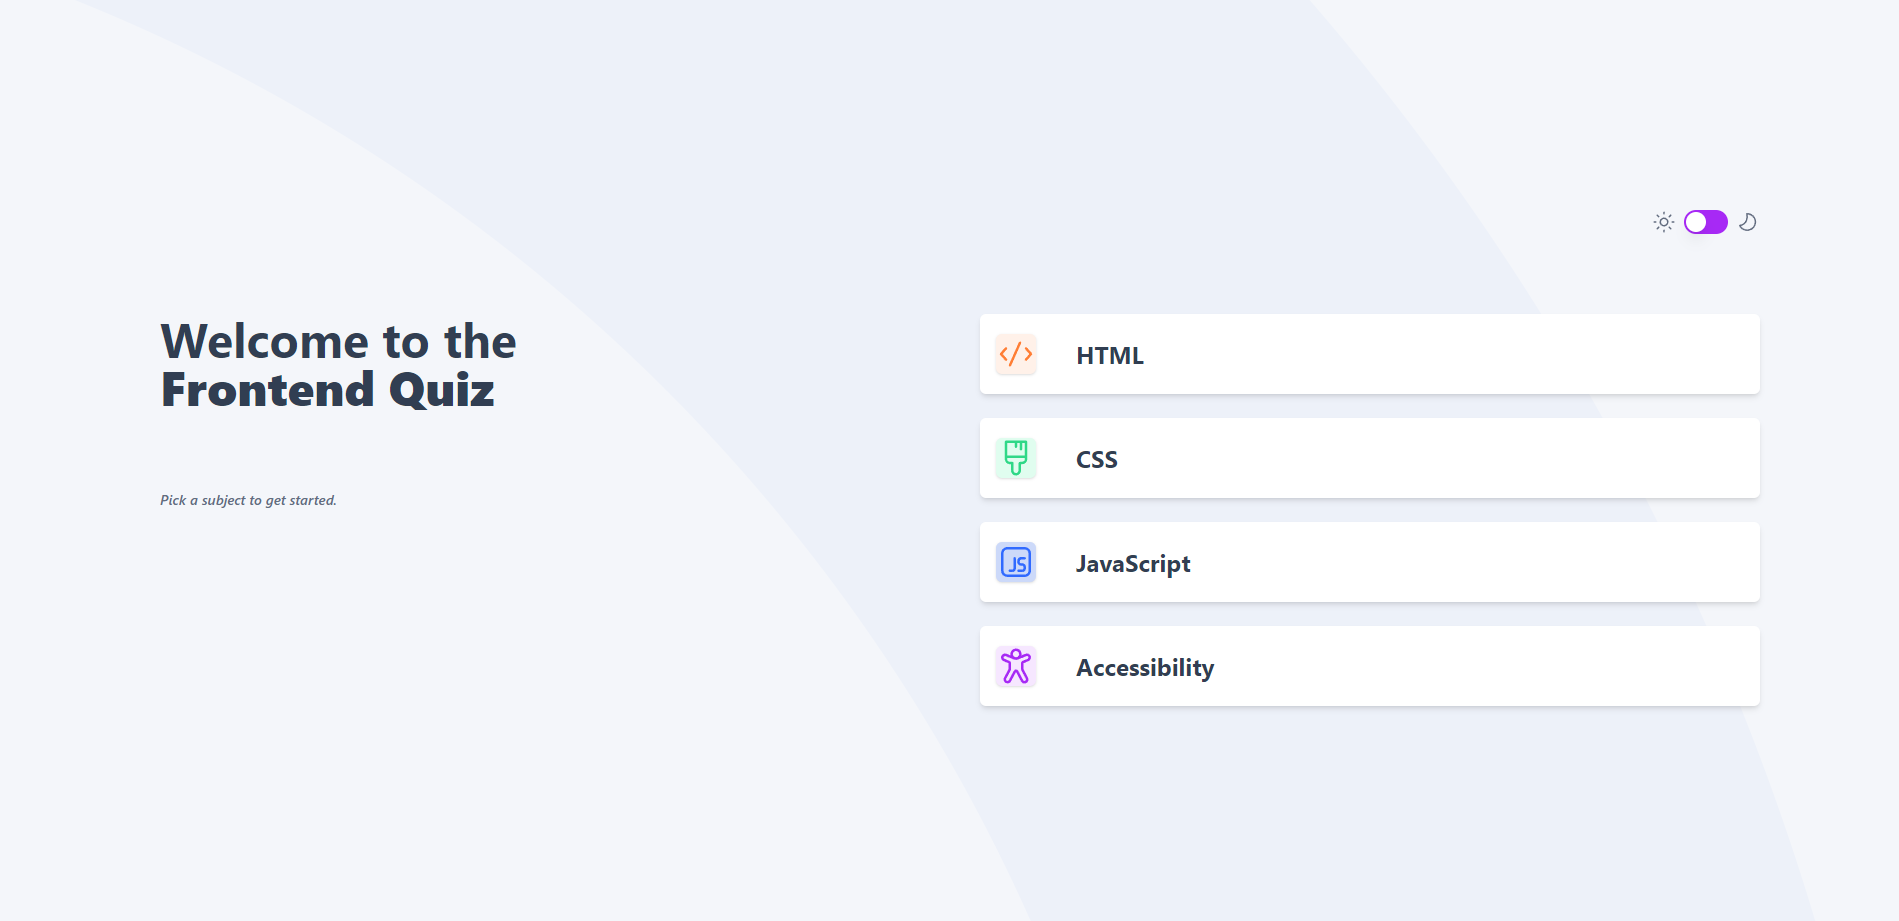 Welcome to the
Frontend Quiz
Pick a subject to get started.
HTML
CSS
JS
JavaScript
Accessibility